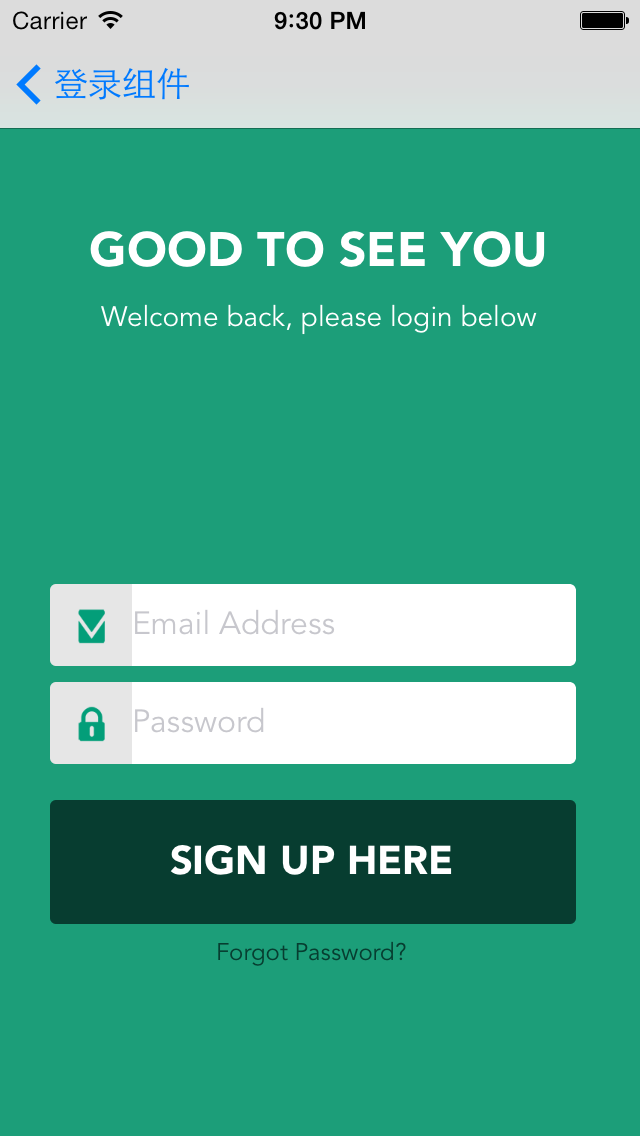 Carrier 9:30 PM
登录组件
GOOD TO SEE YOU
Welcome back, please login below
Email Address
Password
SIGN UP HERE
Forgot Password?